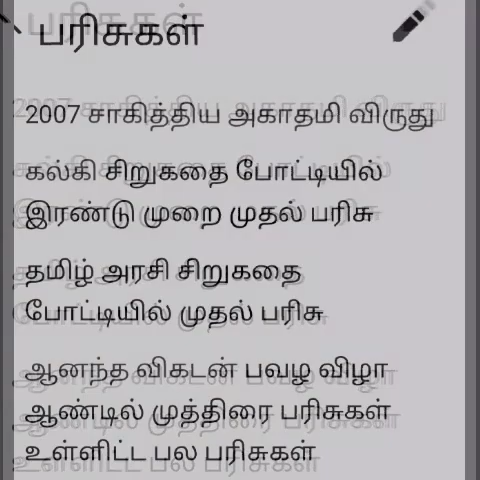 பரிசுகள்
2007 சாகித்திய அகாதமி விருது
கல்கி சிறுகதை போட்டியில்
இரண்டு முறை முதல் பரிசு
தமிழ் அரசி சிறுகதை
போட்டியில் முதல் பரிசு
ஆனந்த விகடன் பவழ விழா
ஆண்டில் முத்திரை பரிசுகள்
உள்ளிட்ட பல பரிசுகள்